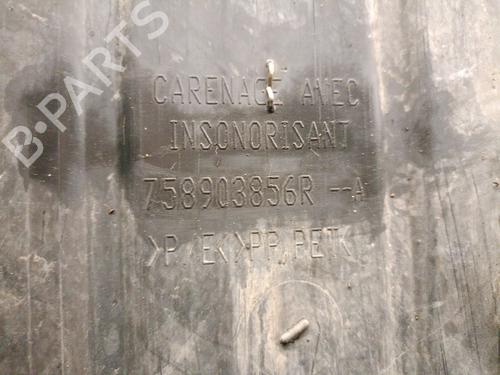 B-PARTS
CARENAGE AVEC
INSONORISANT
758903856R --A
>P/E<>PP/PET<